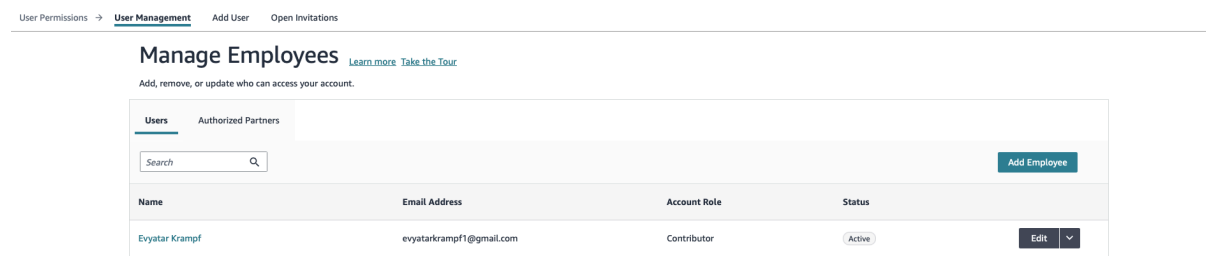 User Permissions → User Management Add User Open Invitations
Manage Employees Learn more Take the Tour
Add, remove, or update who can access your account.
Users Authorized Partners
Search Add Employee
Name Email Address Account Role Status
Evyatar Krampf evyatarkrampf1@gmail.com Contributor Active Edit